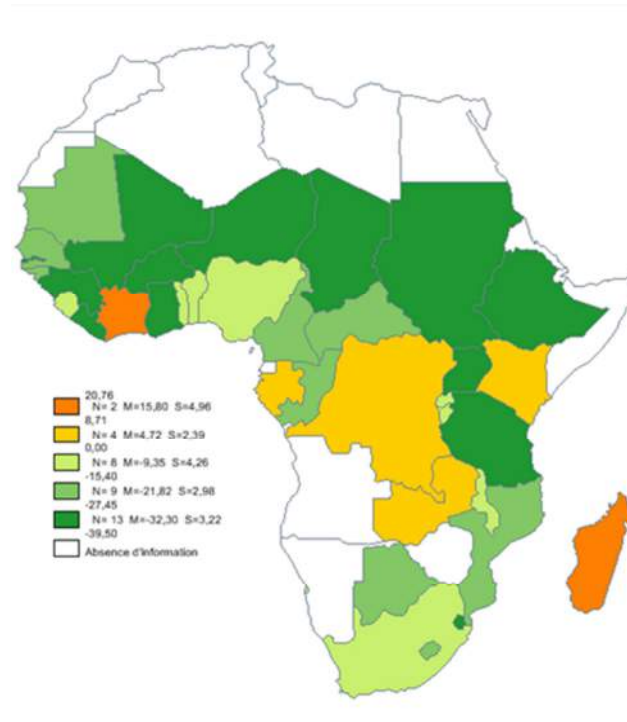 20,76
N= 2 M=15,80 S=4,96
8,71
N= 4 M=4,72 S=2,39
0,00
N= 8 M=-9,35 S=4,26
-15,40
N= 9 M=-21,82 S=2,98
-27,45
N= 13 M=-32,30 S=3,22
-39,50
Absence d'information